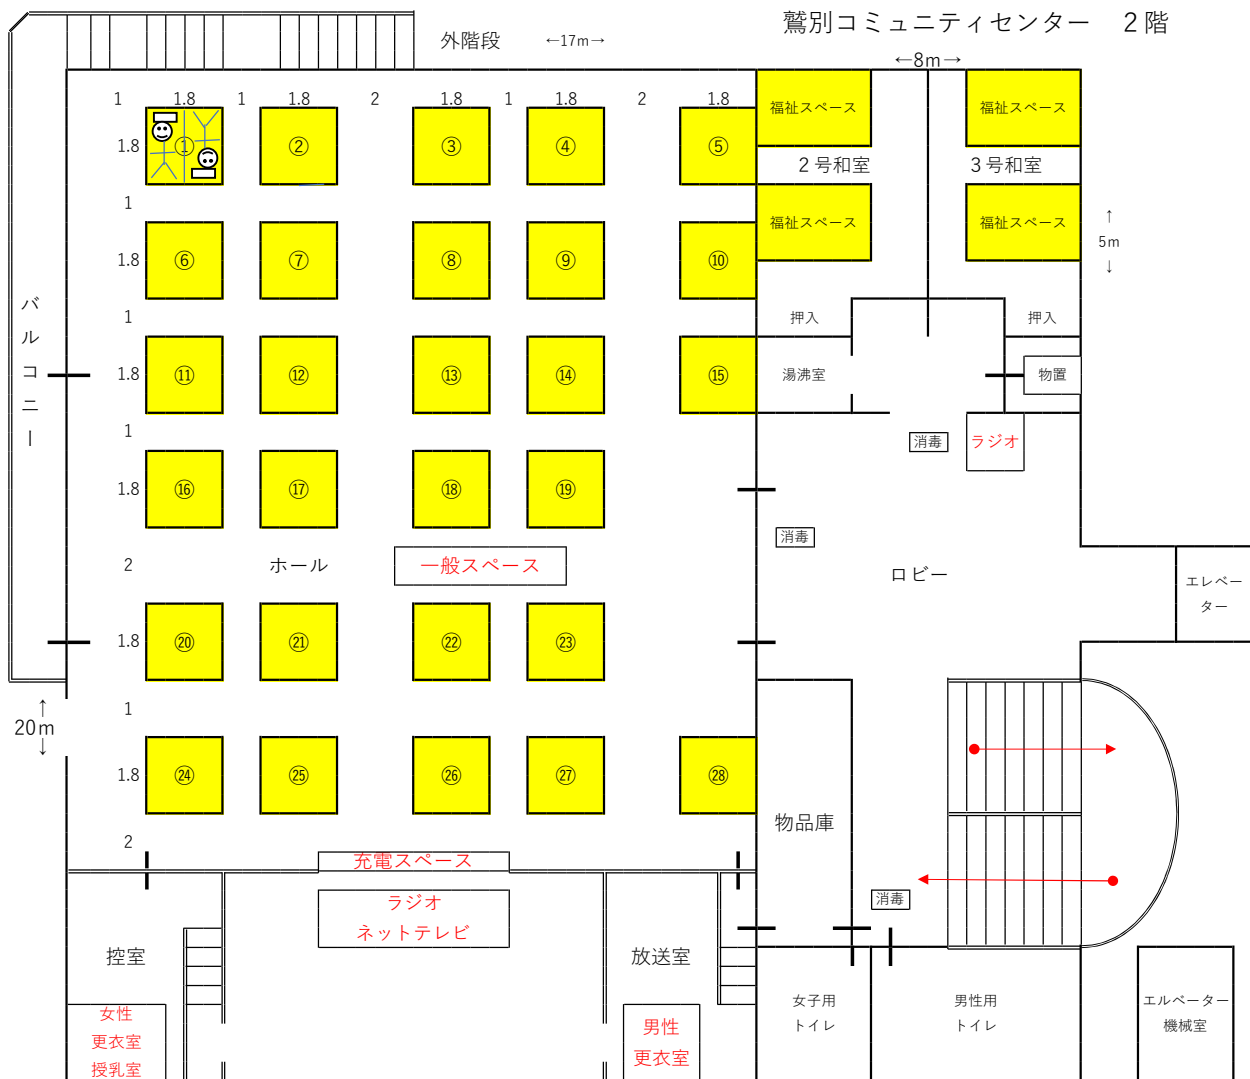 鷲別コミュニティセンター　２階
外階段　←17m→
←8m→
1　1.8　1　1.8　2　1.8　1　1.8　2　1.8
福祉スペース　福祉スペース
1.8　①　②　③　④　⑤
２号和室　３号和室
1
福祉スペース　福祉スペース
↑
5m
↓
1.8　⑥　⑦　⑧　⑨　⑩
バルコニー
1
押入　押入
1.8　⑪　⑫　⑬　⑭　⑮
湯沸室　物置
1
消毒　ラジオ
1.8　⑯　⑰　⑱　⑲
消毒
2　ホール　一般スペース
ロビー
エレベー
ター
1.8　⑳　㉑　㉒　㉓
↑
20m
↓
1
1.8　㉔　㉕　㉖　㉗　㉘
物品庫
2
充電スペース
ラジオ
ネットテレビ
消毒
控室　放送室
女性
更衣室
授乳室
男性
更衣室
女子用
トイレ
男性用
トイレ
エルベーター
機械室